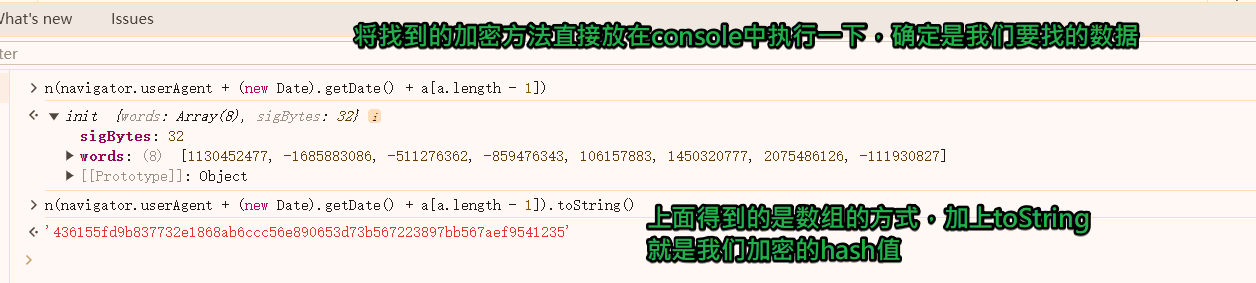 What's new Issues
将找到的加密方法直接放在console中执行一下，确定是我们要找的数据
ter
n(navigator.userAgent + (new Date).getDate() + a[a.length - 1])
init {words: Array(8), sigBytes: 32} i
sigBytes: 32
words: (8) [1130452477, -1685883086, -511276362, -859476343, 106157883, 1450320777, 2075486126, -111930827]
[[Prototype]]: Object
n(navigator.userAgent + (new Date).getDate() + a[a.length - 1]).toString()
上面得到的是数组的方式，加上toString
'436155fd9b837732e1868ab6ccc56e890653d73b567223897bb567aef9541235'
就是我们加密的hash值